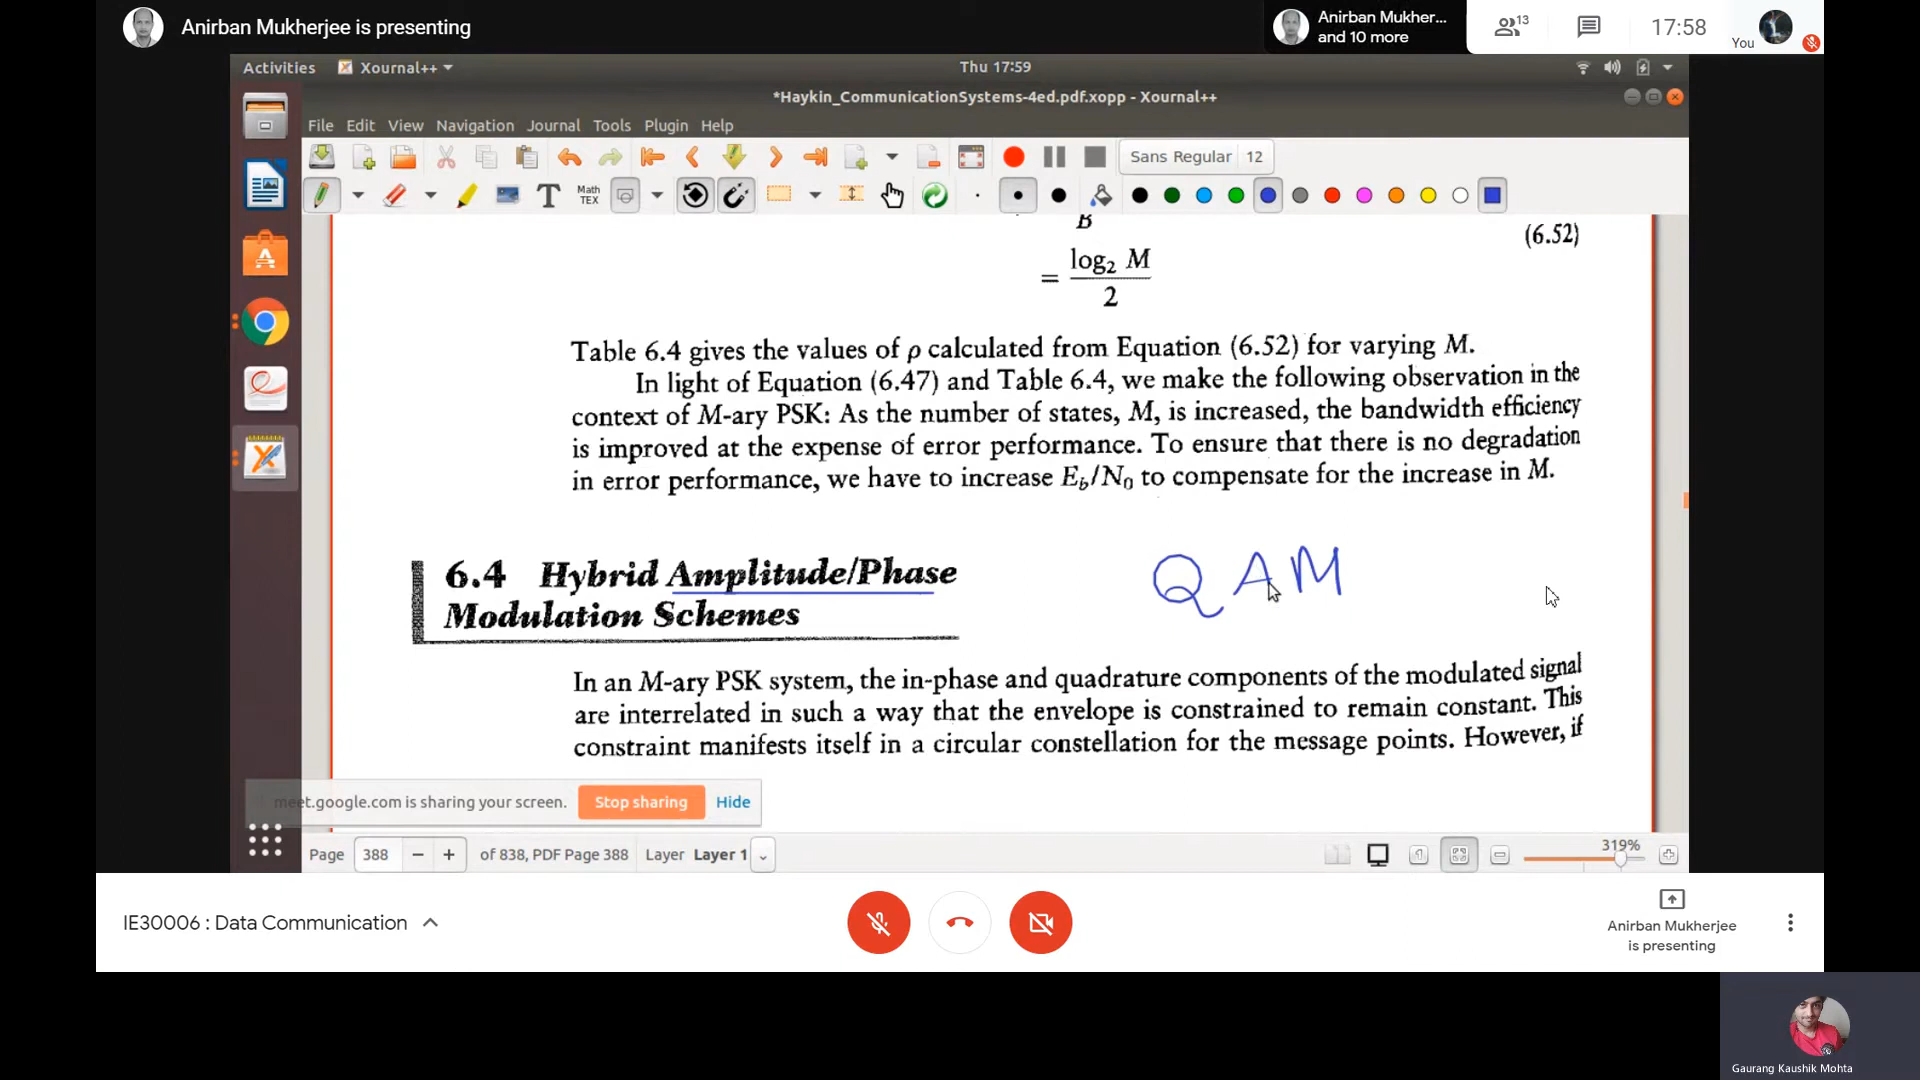 Anirban Mukherjee is presenting
Anirban Mukher...
and 10 more
13
17:58
You
Activities
Xournal++
Thu 17:59
*Haykin_CommunicationSystems-4ed.pdf.xopp - Xournal++
File Edit View Navigation Journal Tools Plugin Help
Sans Regular 12
Math
TEX
B
(6.52)
= log₂ M
2
Table 6.4 gives the values of ρ calculated from Equation (6.52) for varying M.
In light of Equation (6.47) and Table 6.4, we make the following observation in the
context of M-ary PSK: As the number of states, M, is increased, the bandwidth efficiency
is improved at the expense of error performance. To ensure that there is no degradation
in error performance, we have to increase E_b/N_0 to compensate for the increase in M.
6.4 Hybrid Amplitude/Phase
Modulation Schemes
QAM
In an M-ary PSK system, the in-phase and quadrature components of the modulated signal
are interrelated in such a way that the envelope is constrained to remain constant. This
constraint manifests itself in a circular constellation for the message points. However, if
meet.google.com is sharing your screen. Stop sharing Hide
Page 388 − + of 838, PDF Page 388 Layer Layer 1
319%
IE30006 : Data Communication
Anirban Mukherjee
is presenting
Gaurang Kaushik Mohta